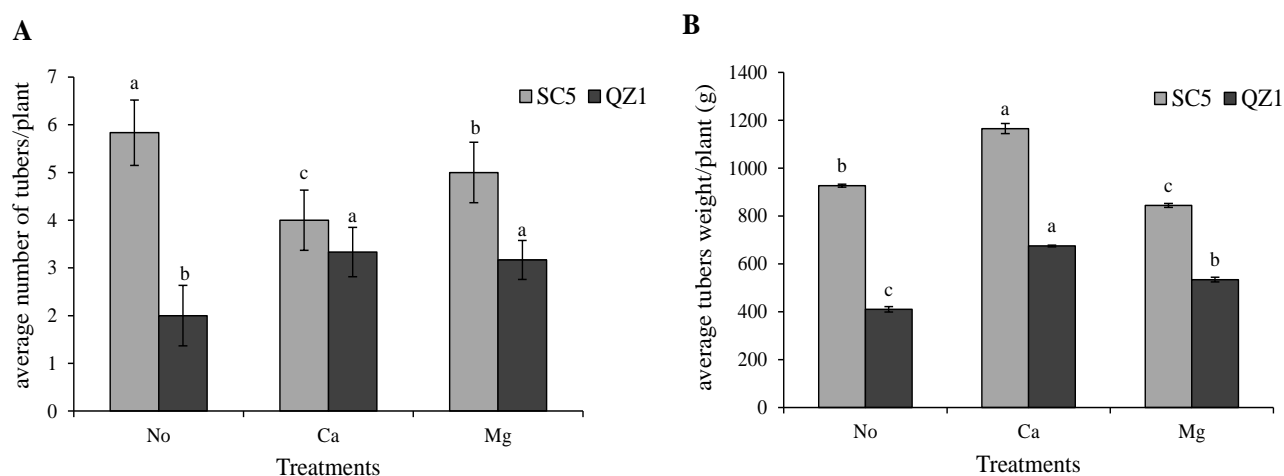 A
average number of tubers/plant
7
6
5
4
3
2
1
0
SC5 QZ1
a
b
c
a
b
a
No Ca Mg
Treatments
B
average tubers weight/plant (g)
1400
1200
1000
800
600
400
200
0
SC5 QZ1
b
c
a
a
c
b
No Ca Mg
Treatments